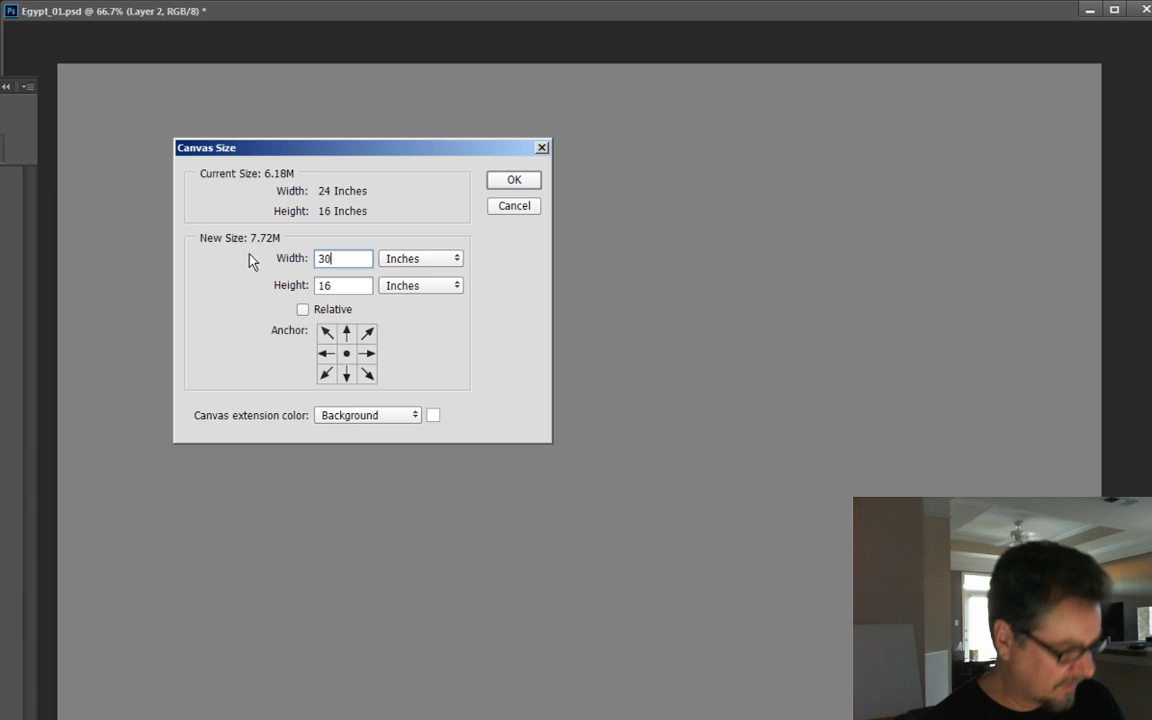 Ps Egypt_01.psd @ 66.7% (Layer 2, RGB/8) *
Canvas Size
Current Size: 6.18M
OK
Width: 24 Inches
Height: 16 Inches
Cancel
New Size: 7.72M
Width: 30 Inches
Height: 16 Inches
Relative
Anchor:
Canvas extension color: Background